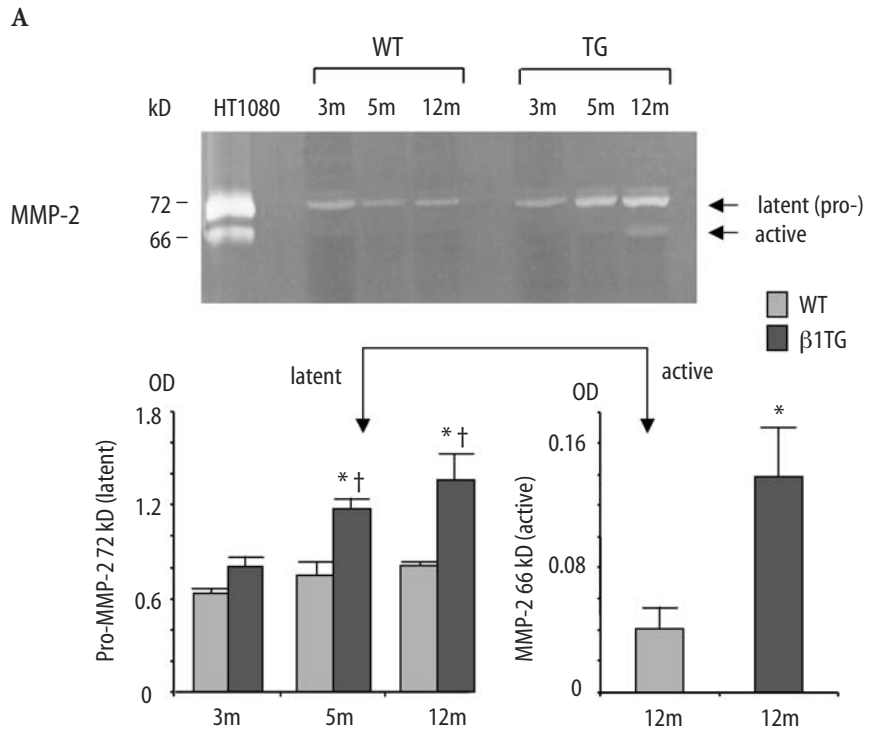 A
WT TG
kD HT1080 3m 5m 12m 3m 5m 12m
MMP-2
72
66
latent (pro-)
active
WT
β1TG
latent
active
OD
Pro-MMP-2 72 kD (latent)
1.8
1.2
0.6
0
* †
* †
3m 5m 12m
OD
MMP-2 66 kD (active)
0.16
0.08
0
*
12m 12m